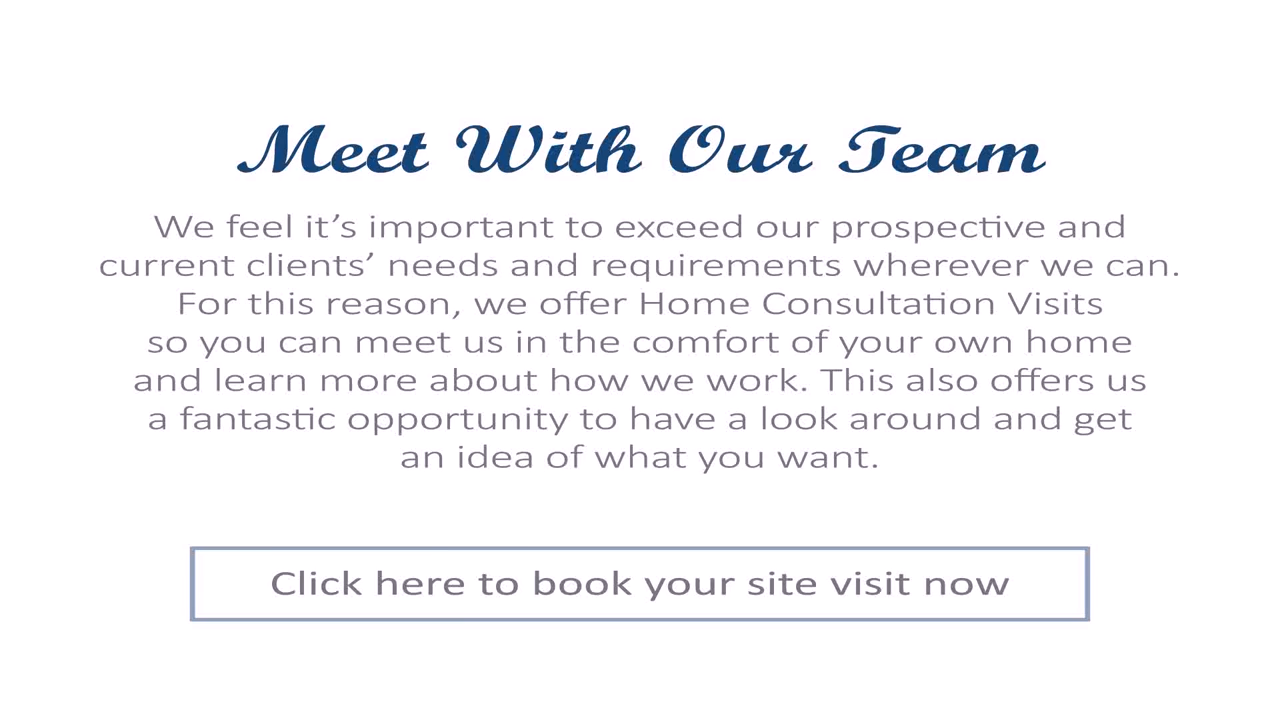 Meet With Our Team
We feel it’s important to exceed our prospective and
current clients’ needs and requirements wherever we can.
For this reason, we offer Home Consultation Visits
so you can meet us in the comfort of your own home
and learn more about how we work. This also offers us
a fantastic opportunity to have a look around and get
an idea of what you want.
Click here to book your site visit now